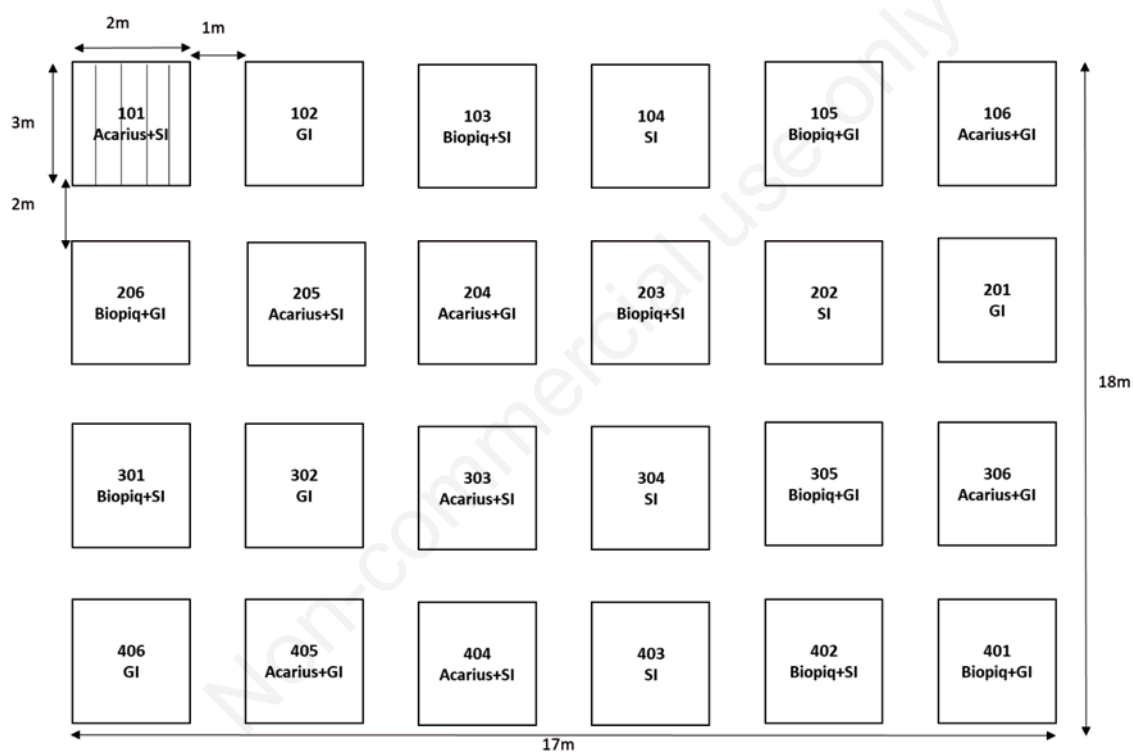 2m
1m
3m
101
Acarius+SI
102
GI
103
Biopiq+SI
104
SI
105
Biopiq+GI
106
Acarius+GI
2m
206
Biopiq+GI
205
Acarius+SI
204
Acarius+GI
203
Biopiq+SI
202
SI
201
GI
18m
301
Biopiq+SI
302
GI
303
Acarius+SI
304
SI
305
Biopiq+GI
306
Acarius+GI
406
GI
405
Acarius+GI
404
Acarius+SI
403
SI
402
Biopiq+SI
401
Biopiq+GI
17m
Non-commercial use only